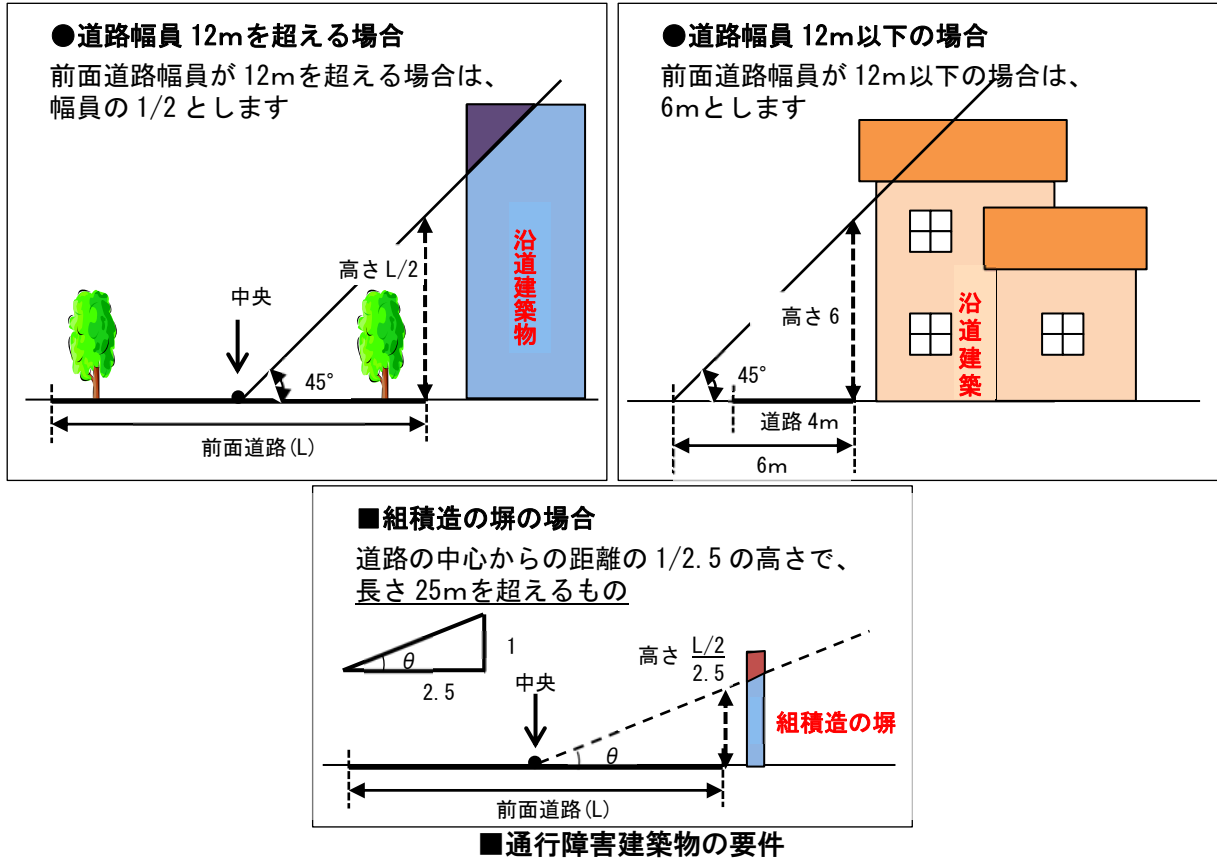 ●道路幅員 12mを超える場合
前面道路幅員が 12mを超える場合は、
幅員の 1/2 とします
沿道建築物
高さ L/2
中央
45°
前面道路(L)
●道路幅員 12m以下の場合
前面道路幅員が 12m以下の場合は、
6mとします
高さ 6
沿道建築
45°
道路 4m
6m
■組積造の塀の場合
道路の中心からの距離の 1/2.5 の高さで、
長さ 25mを超えるもの
1
θ
2.5
高さ L/2
2.5
中央
組積造の塀
θ
前面道路(L)
■通行障害建築物の要件